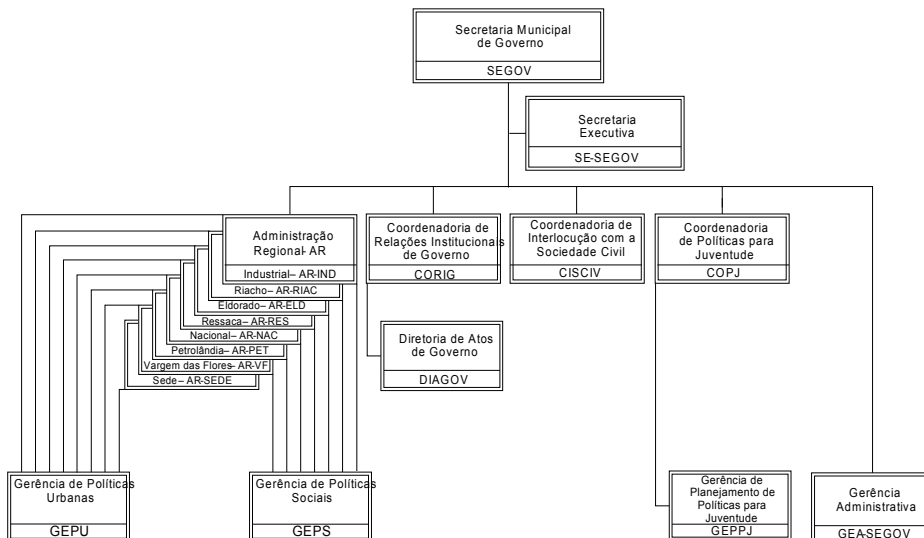 Secretaria Municipal
de Governo
SEGOV
Secretaria
Executiva
SE-SEGOV
Administração
Regional- AR
Industrial– AR-IND
Riacho– AR-RIAC
Eldorado– AR-ELD
Ressaca– AR-RES
Nacional– AR-NAC
Petrolândia– AR-PET
Vargem das Flores– AR-VF
Sede– AR-SEDE
Coordenadoria de
Relações Institucionais
de Governo
CORIG
Coordenadoria de
Interlocução com a
Sociedade Civil
CISCIV
Coordenadoria
de Políticas para
Juventude
COPJ
Diretoria de Atos
de Governo
DIAGOV
Gerência de Políticas
Urbanas
GEPU
Gerência de Políticas
Sociais
GEPS
Gerência de
Planejamento de
Políticas para
Juventude
GEPPJ
Gerência
Administrativa
GEA-SEGOV